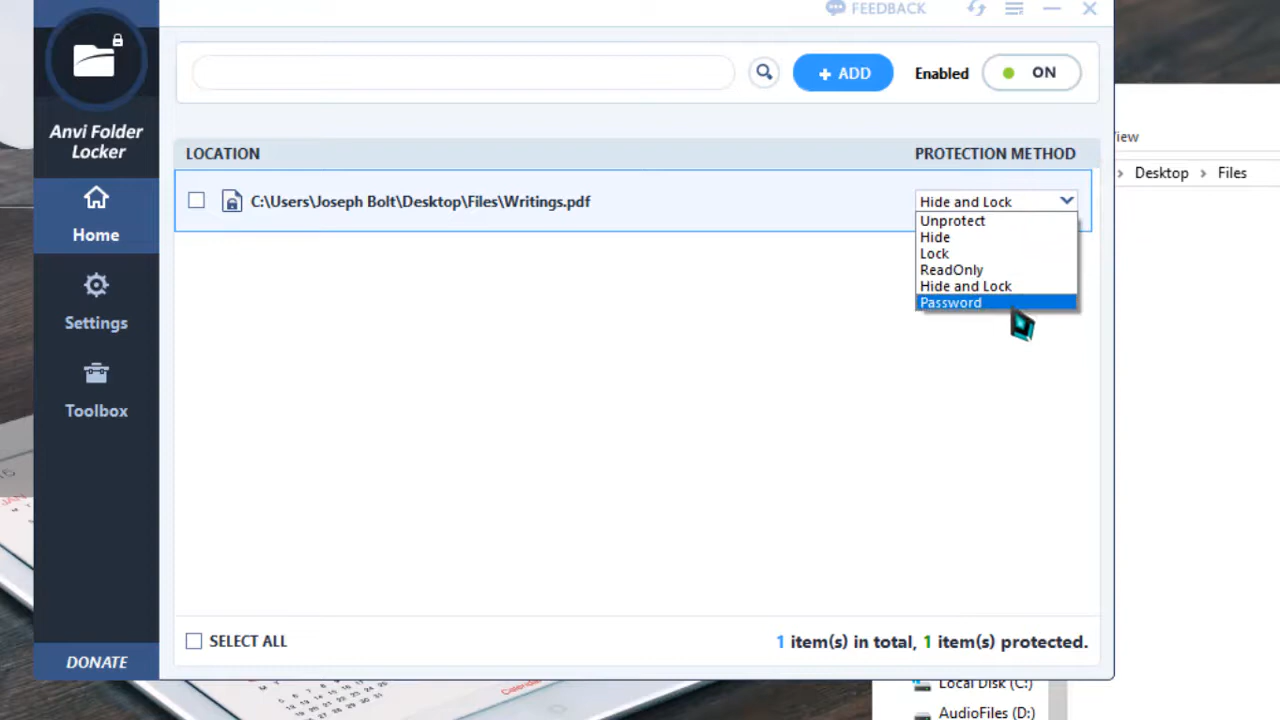 FEEDBACK
+ ADD
Enabled
ON
Anvi Folder
Locker
Home
Settings
Toolbox
DONATE
LOCATION
PROTECTION METHOD
C:\Users\Joseph Bolt\Desktop\Files\Writings.pdf
Hide and Lock
Unprotect
Hide
Lock
ReadOnly
Hide and Lock
Password
SELECT ALL
1 item(s) in total, 1 item(s) protected.
Desktop > Files
Local Disk (C:)
AudioFiles (D:)